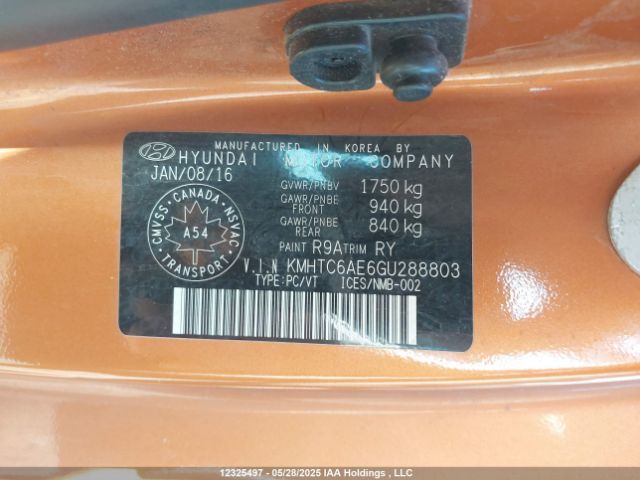 MANUFACTURED IN KOREA BY
HYUNDAI MOTOR COMPANY
JAN/08/16
GVWR/PNBV 1750 kg
GAWR/PNBE FRONT 940 kg
GAWR/PNBE REAR 840 kg
CMVSS · CANADA · NSVAC
A54
TRANSPORT
PAINT R9A TRIM RY
V.I.N KMHTC6AE6GU288803
TYPE:PC/VT ICES/NMB-002
12325497 - 05/28/2025 IMPACT Auctions , LLC